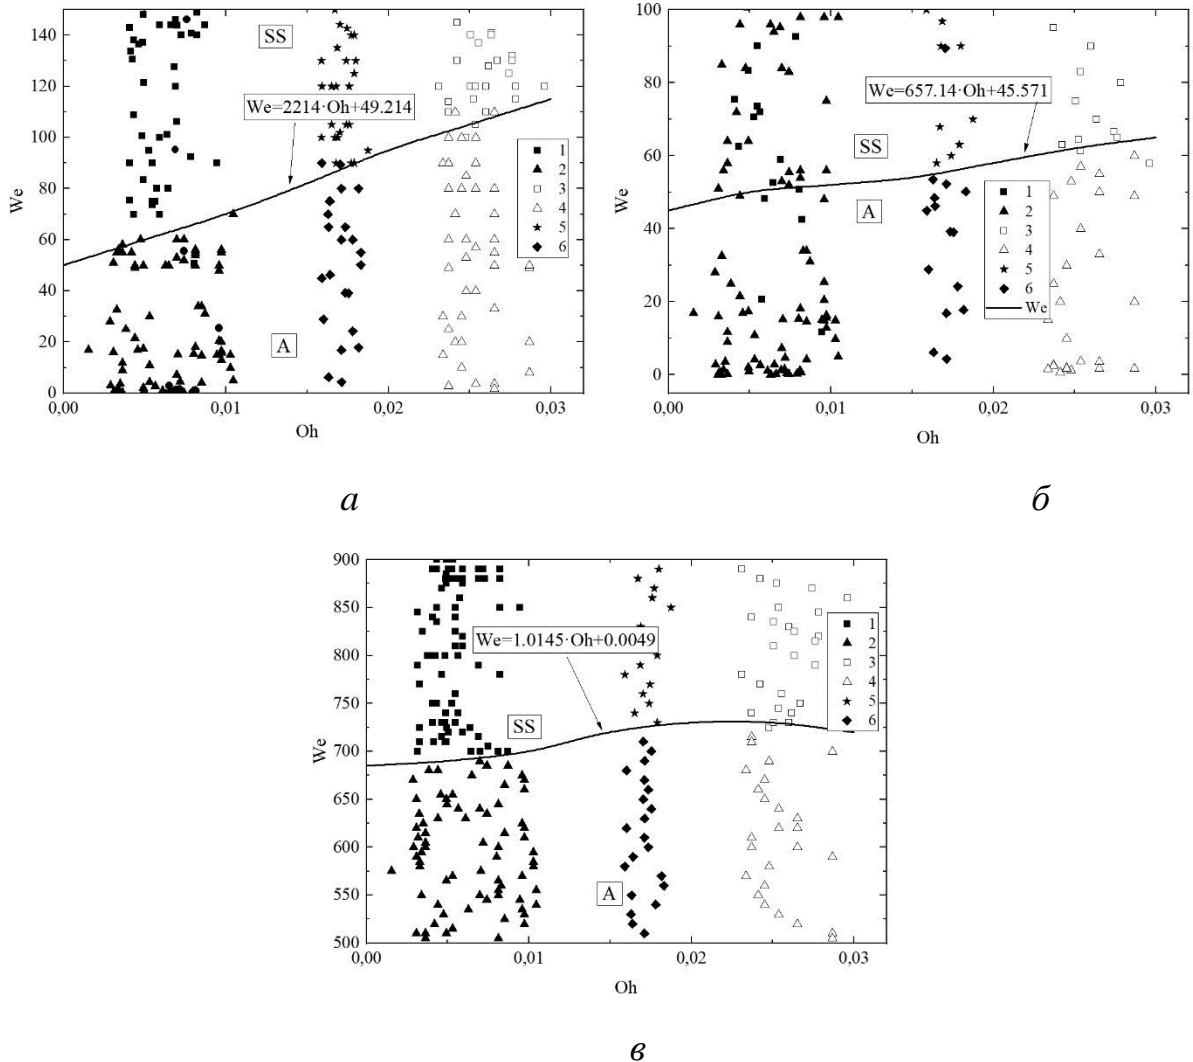 We
140
120
100
80
60
40
20
0
SS
We=2214·Oh+49.214
A
1
2
3
4
5
6
0,00
0,01
0,02
0,03
Oh
а
We
100
80
60
40
20
0
We=657.14·Oh+45.571
SS
A
1
2
3
4
5
6
We
0,00
0,01
0,02
0,03
Oh
б
We
900
850
800
750
700
650
600
550
500
We=1.0145·Oh+0.0049
SS
A
1
2
3
4
5
6
0,00
0,01
0,02
0,03
Oh
в